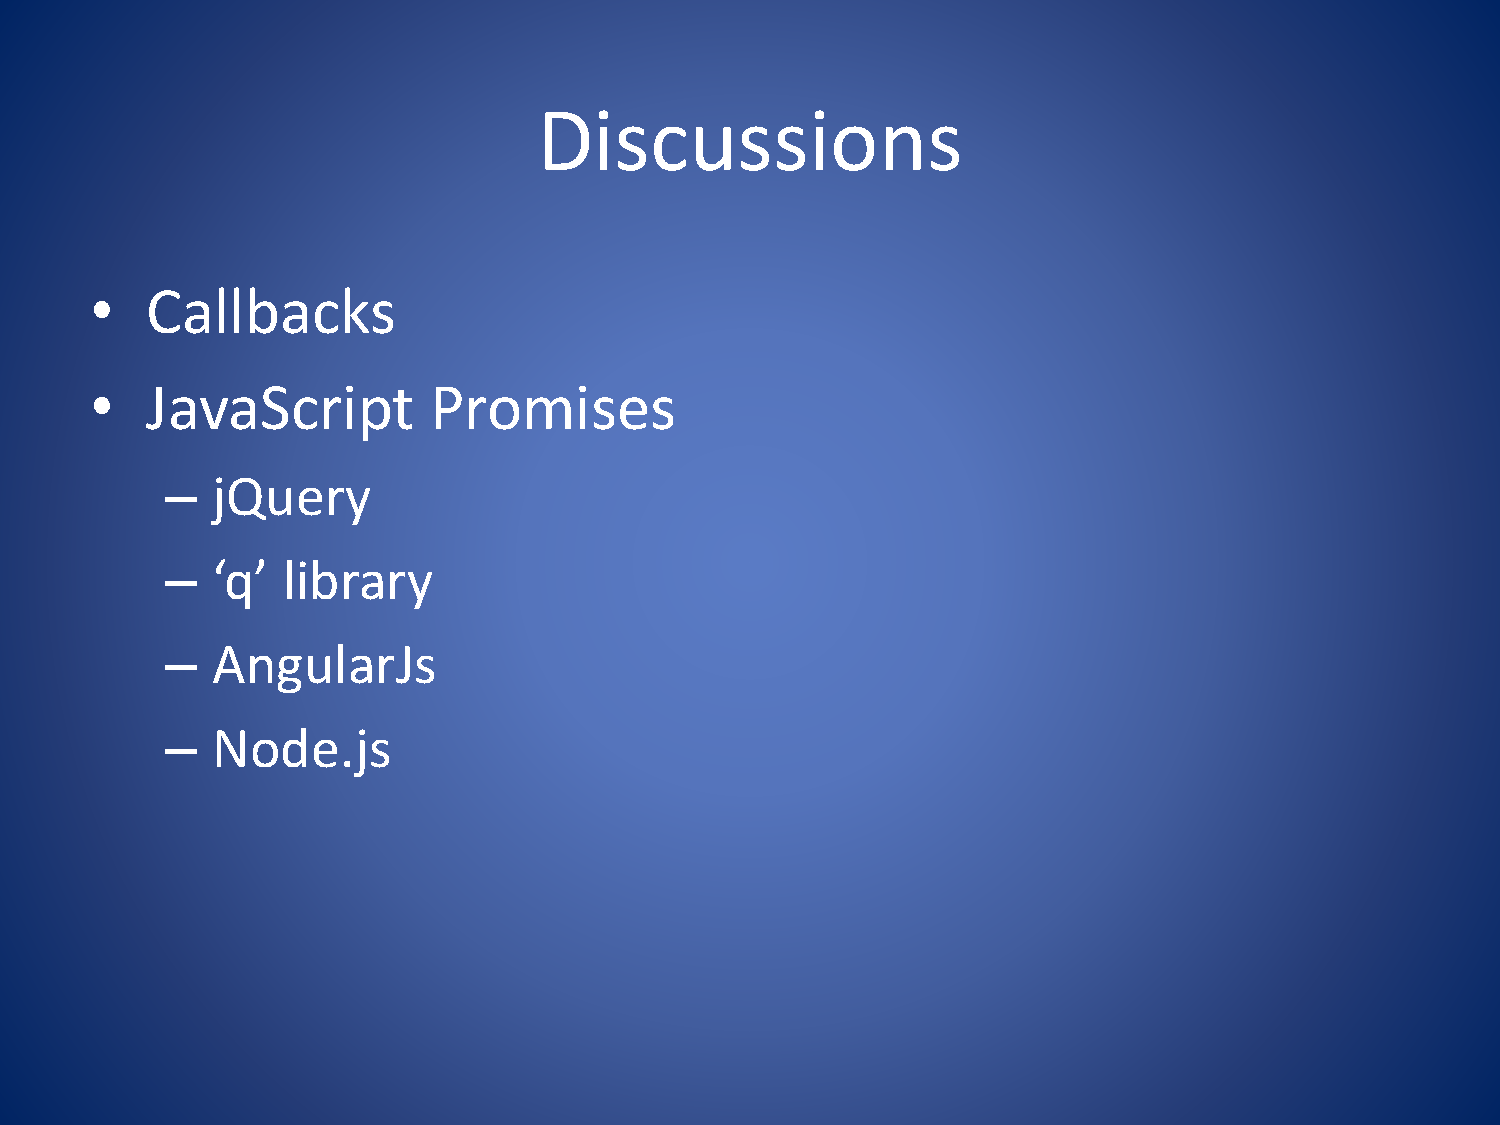 Discussions
• Callbacks
• JavaScript Promises
– jQuery
– ‘q’ library
– AngularJs
– Node.js